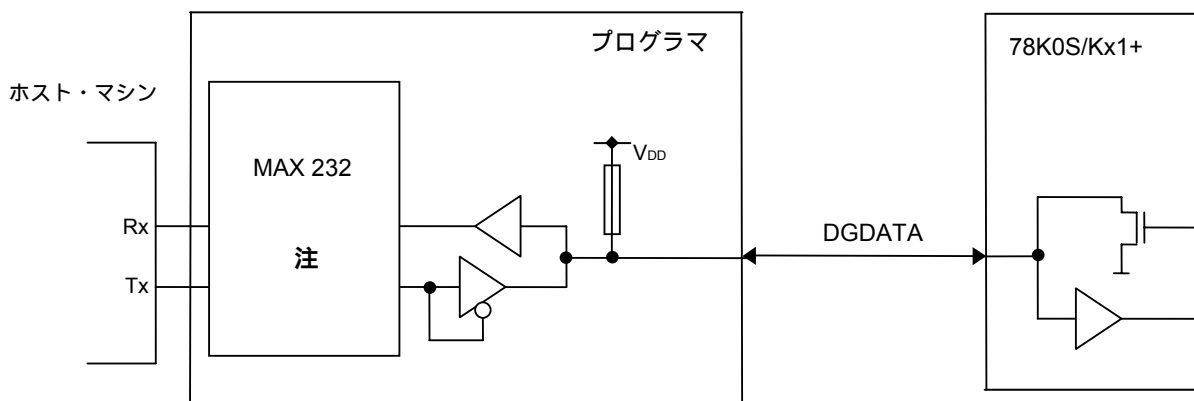 プログラマ
78K0S/Kx1+
ホスト・マシン
MAX 232
VDD
Rx
注
DGDATA
Tx